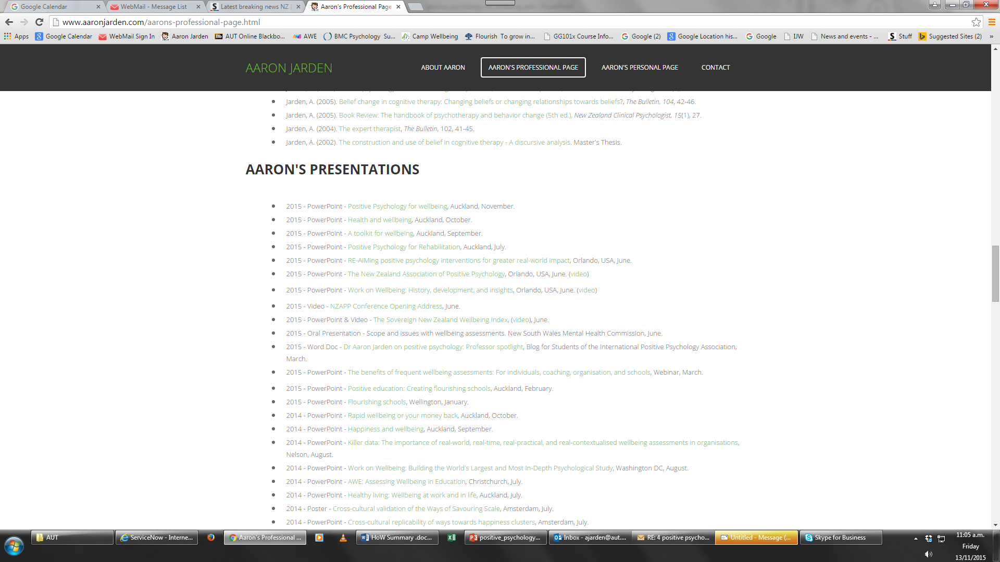 Google Calendar
WebMail - Message List
Latest breaking news NZ |
Aaron's Professional Page
www.aaronjarden.com/aarons-professional-page.html
Apps
Google Calendar
WebMail Sign In
Aaron Jarden
AUT Online Blackbo...
AWE
BMC Psychology Su...
Camp Wellbeing
Flourish To grow in...
GG101x Course Info...
Google (2)
Google Location his...
Google
IJW
News and events - ...
Stuff
Suggested Sites (2)
»
AARON JARDEN
ABOUT AARON
AARON'S PROFESSIONAL PAGE
AARON'S PERSONAL PAGE
CONTACT
Jarden, A. (2005). Belief change in cognitive therapy: Changing beliefs or changing relationships towards beliefs?, The Bulletin, 104, 42-46.
Jarden, A. (2005). Book Review: The handbook of psychotherapy and behavior change (5th ed.), New Zealand Clinical Psychologist, 15(1), 27.
Jarden, A. (2004). The expert therapist, The Bulletin, 102, 41-45.
Jarden, A. (2002). The construction and use of belief in cognitive therapy - A discursive analysis. Master's Thesis.
AARON'S PRESENTATIONS
2015 - PowerPoint - Positive Psychology for wellbeing, Auckland, November.
2015 - PowerPoint - Health and wellbeing, Auckland, October.
2015 - PowerPoint - A toolkit for wellbeing, Auckland, September.
2015 - PowerPoint - Positive Psychology for Rehabilitation, Auckland, July.
2015 - PowerPoint - RE-AIMing positive psychology interventions for greater real-world impact, Orlando, USA, June.
2015 - PowerPoint - The New Zealand Association of Positive Psychology, Orlando, USA, June. (video)
2015 - PowerPoint - Work on Wellbeing: History, development, and insights, Orlando, USA, June. (video)
2015 - Video - NZAPP Conference Opening Address, June.
2015 - PowerPoint & Video - The Sovereign New Zealand Wellbeing Index, (video), June.
2015 - Oral Presentation - Scope and issues with wellbeing assessments. New South Wales Mental Health Commission, June.
2015 - Word Doc - Dr Aaron Jarden on positive psychology: Professor spotlight, Blog for Students of the International Positive Psychology Association,
March.
2015 - PowerPoint - The benefits of frequent wellbeing assessments: For individuals, coaching, organisation, and schools, Webinar, March.
2015 - PowerPoint - Positive education: Creating flourishing schools, Auckland, February.
2015 - PowerPoint - Flourishing schools, Wellington, January.
2014 - PowerPoint - Rapid wellbeing or your money back, Auckland, October.
2014 - PowerPoint - Happiness and wellbeing, Auckland, September.
2014 - PowerPoint - Killer data: The importance of real-world, real-time, real-practical, and real-contextualised wellbeing assessments in organisations,
Nelson, August.
2014 - PowerPoint - Work on Wellbeing: Building the World's Largest and Most In-Depth Psychological Study, Washington DC, August.
2014 - PowerPoint - AWE: Assessing Wellbeing in Education, Christchurch, July.
2014 - PowerPoint - Healthy living: Wellbeing at work and in life, Auckland, July.
2014 - Poster - Cross-cultural validation of the Ways of Savouring Scale, Amsterdam, July.
2014 - PowerPoint - Cross-cultural replicability of ways towards happiness clusters, Amsterdam, July.
AUT
ServiceNow - Interne...
Aaron's Professional ...
HoW Summary .doc...
positive_psychology...
Inbox - ajarden@aut....
RE: 4 positive psycho...
Untitled - Message (...
Skype for Business
11:05 a.m.
Friday
13/11/2015